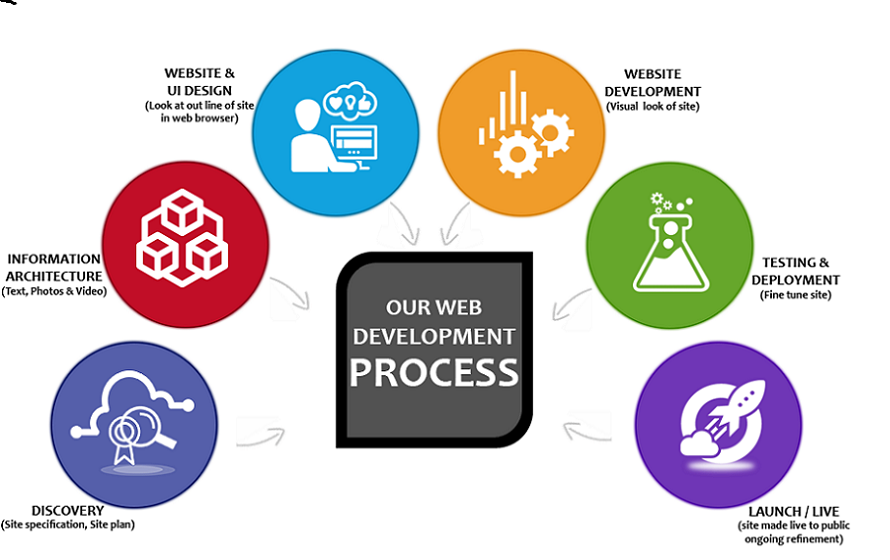 WEBSITE &
UI DESIGN
(Look at out line of site
in web browser)
WEBSITE
DEVELOPMENT
(Visual look of site)
INFORMATION
ARCHITECTURE
(Text, Photos & Video)
TESTING &
DEPLOYMENT
(Fine tune site)
OUR WEB
DEVELOPMENT
PROCESS
DISCOVERY
(Site specification, Site plan)
LAUNCH / LIVE
(site made live to public
ongoing refinement)